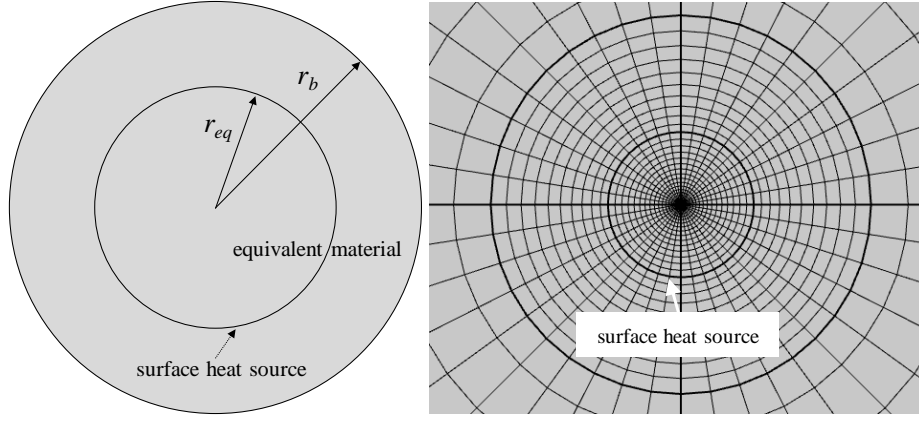 r_b
r_eq
equivalent material
surface heat source
surface heat source